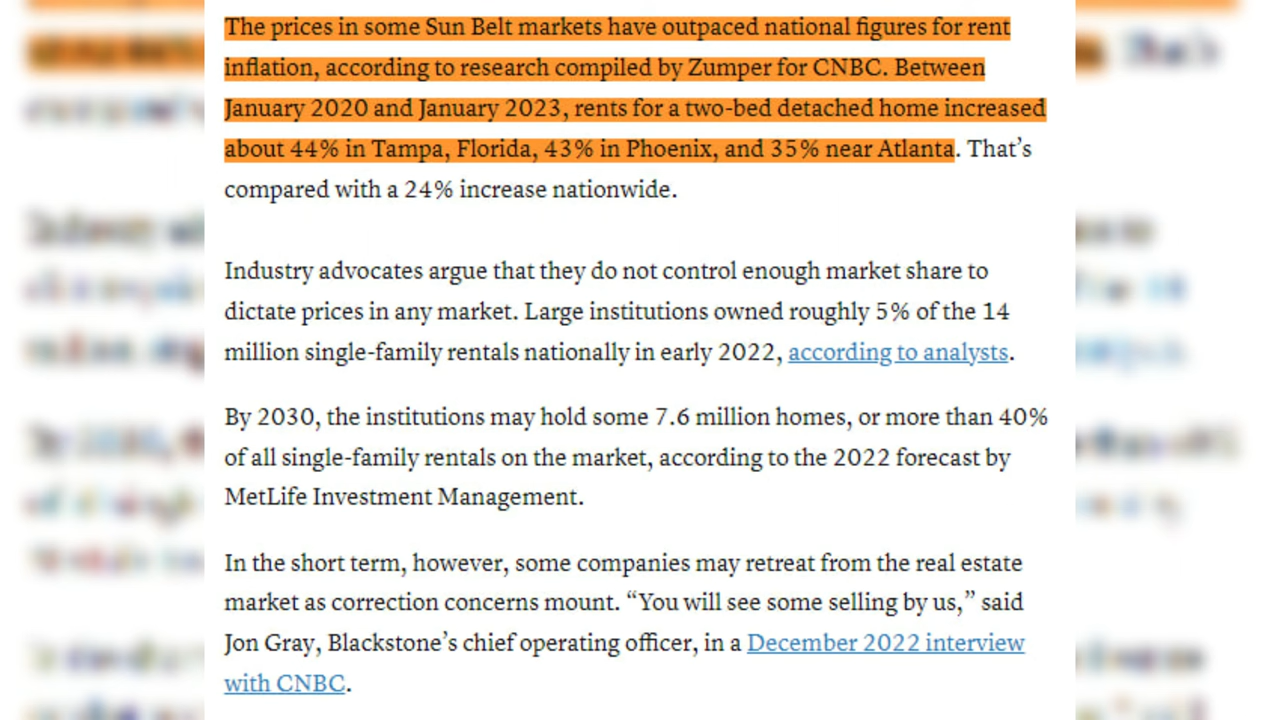 The prices in some Sun Belt markets have outpaced national figures for rent
inflation, according to research compiled by Zumper for CNBC. Between
January 2020 and January 2023, rents for a two-bed detached home increased
about 44% in Tampa, Florida, 43% in Phoenix, and 35% near Atlanta. That’s
compared with a 24% increase nationwide.
Industry advocates argue that they do not control enough market share to
dictate prices in any market. Large institutions owned roughly 5% of the 14
million single-family rentals nationally in early 2022, according to analysts.
By 2030, the institutions may hold some 7.6 million homes, or more than 40%
of all single-family rentals on the market, according to the 2022 forecast by
MetLife Investment Management.
In the short term, however, some companies may retreat from the real estate
market as correction concerns mount. “You will see some selling by us,” said
Jon Gray, Blackstone’s chief operating officer, in a December 2022 interview
with CNBC.